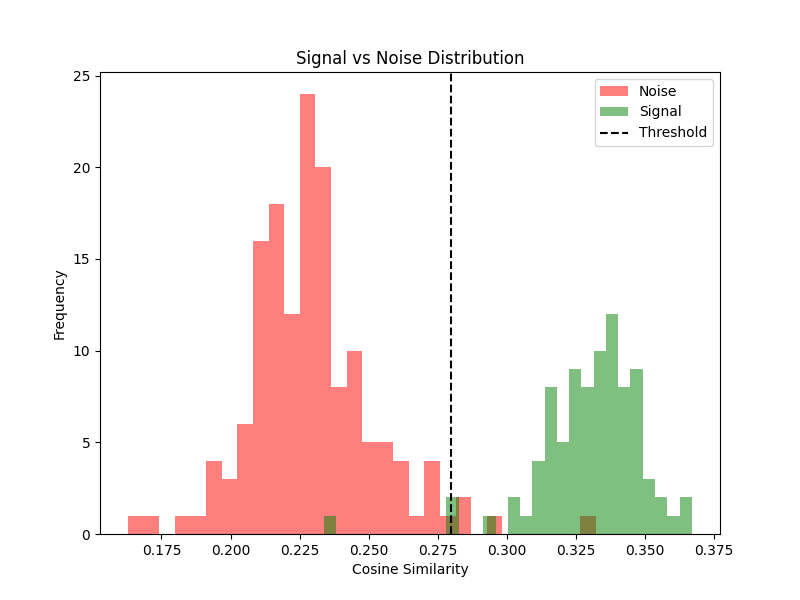 Signal vs Noise Distribution
Noise
Signal
Threshold
25
20
15
10
5
0
Frequency
0.175 0.200 0.225 0.250 0.275 0.300 0.325 0.350 0.375
Cosine Similarity